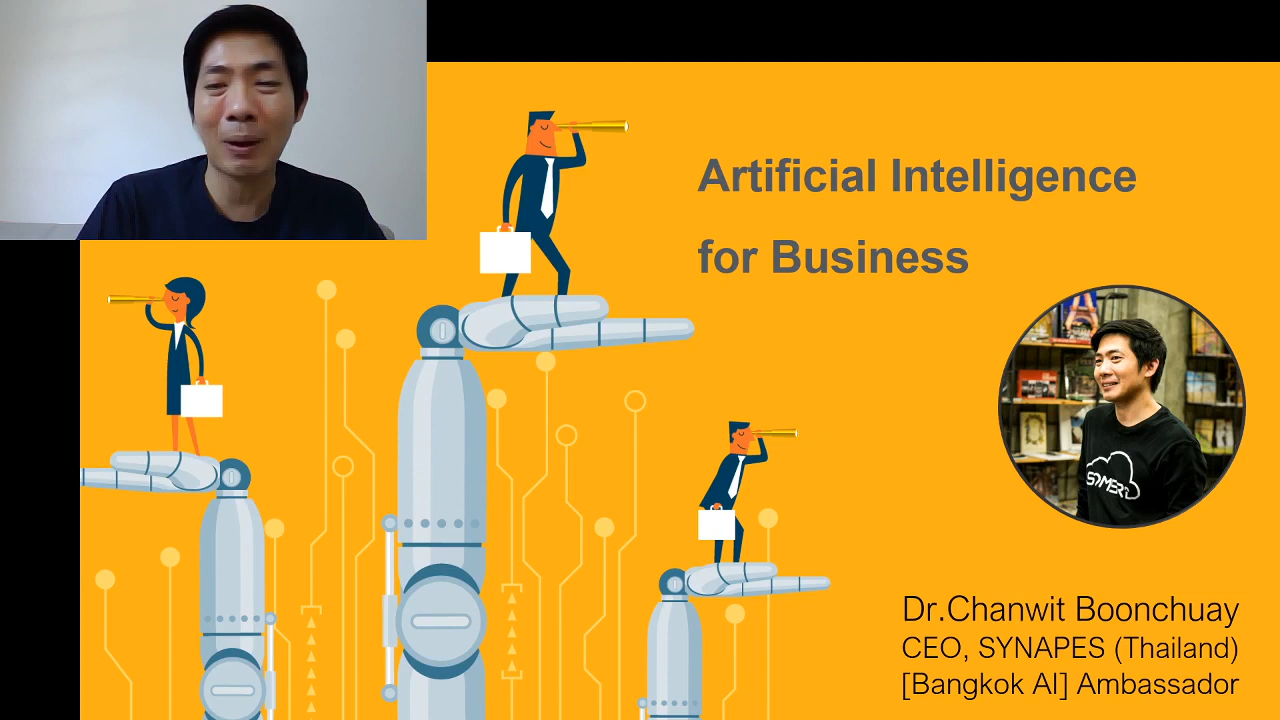 Artificial Intelligence
for Business
Dr.Chanwit Boonchuay
CEO, SYNAPES (Thailand)
[Bangkok AI] Ambassador